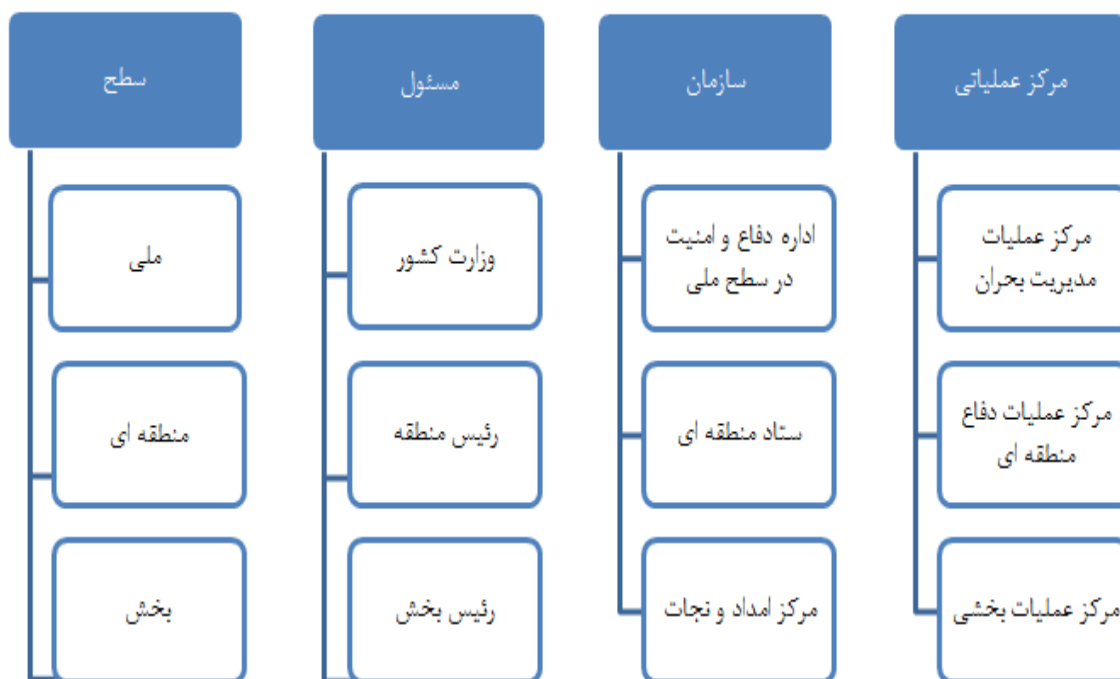 مرکز عملیاتی
سازمان
مسئول
سطح
مرکز عملیات
مدیریت بحران
اداره دفاع و امنیت
در سطح ملی
وزارت کشور
ملی
مرکز عملیات دفاع
منطقه ای
ستاد منطقه ای
رئیس منطقه
منطقه ای
مرکز عملیات بخشی
مرکز امداد و نجات
رئیس بخش
بخش